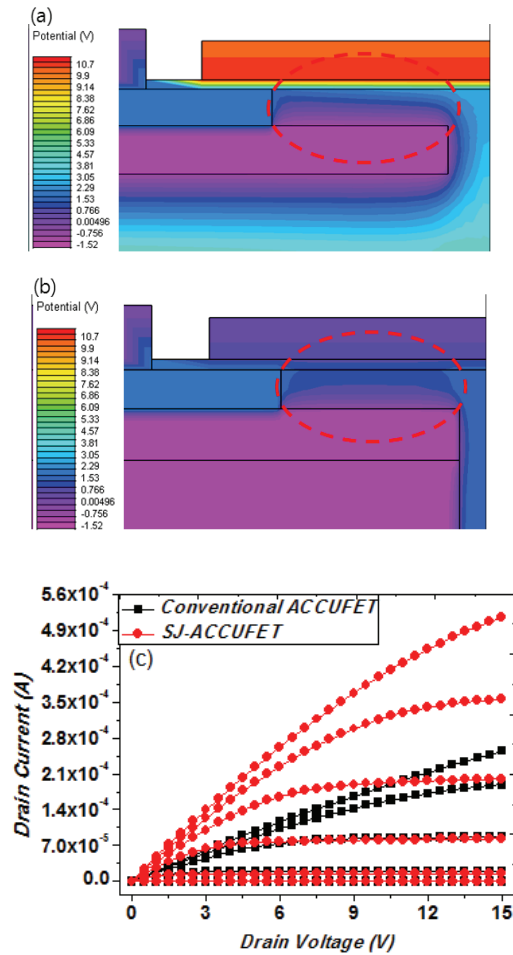 (a)
Potential (V)
10.7
9.9
9.14
8.38
7.62
6.86
6.09
5.33
4.57
3.81
3.05
2.29
1.53
0.766
0.00496
-0.756
-1.52
(b)
Potential (V)
10.7
9.9
9.14
8.38
7.62
6.86
6.09
5.33
4.57
3.81
3.05
2.29
1.53
0.766
0.00496
-0.756
-1.52
5.6x10⁻⁴
4.9x10⁻⁴
4.2x10⁻⁴
3.5x10⁻⁴
2.8x10⁻⁴
2.1x10⁻⁴
1.4x10⁻⁴
7.0x10⁻⁵
0.0
Drain Current (A)
Conventional ACCUFET
SJ-ACCUFET
(c)
0 3 6 9 12 15
Drain Voltage (V)